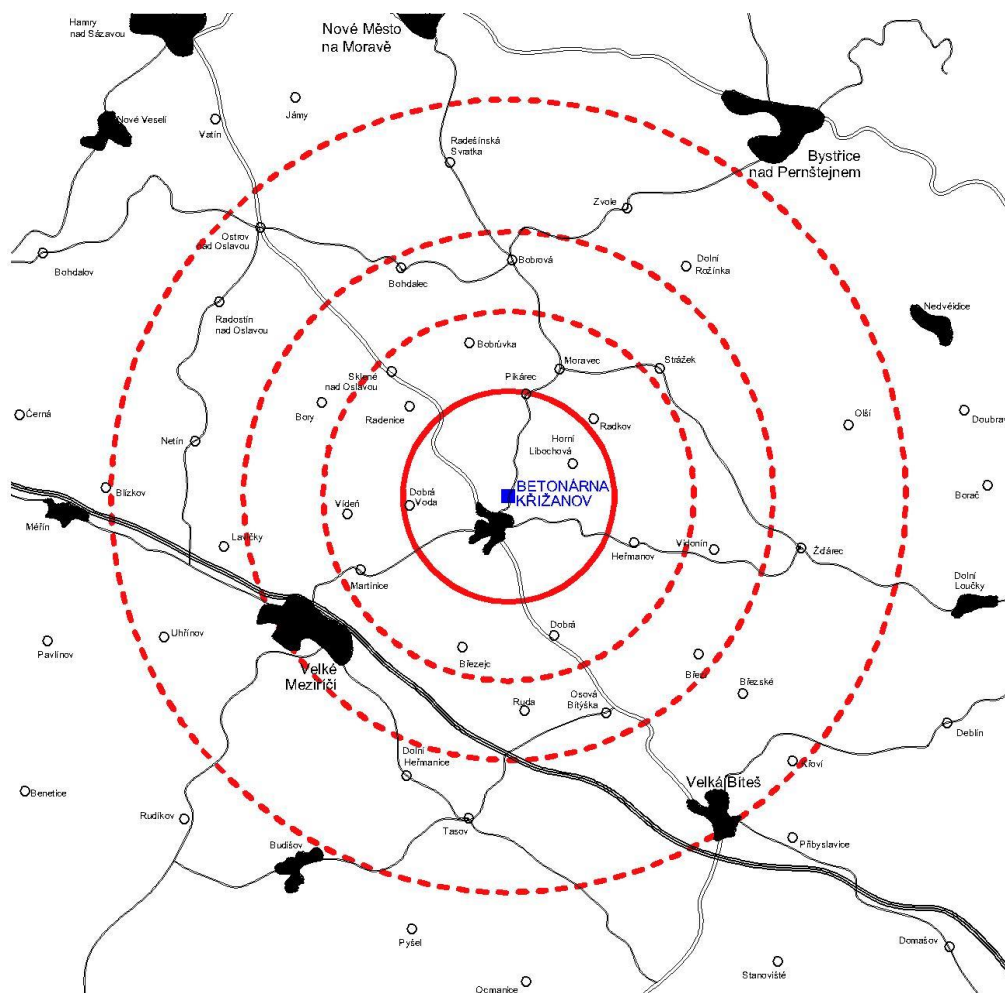 Hamry
nad Sázavou
Nové Město
na Moravě
Jámy
Nové Veselí
Vatín
Radešínská
Svratka
Bystřice
nad Pernštejnem
Zvole
Ostrov
nad Oslavou
Bohdalov
Bohdalec
Bobrová
Dolní
Rožínka
Radostín
nad Oslavou
Nedvědice
Bobrůvka
Moravec
Strážek
Sklené
nad Oslavou
Pikárec
Bory
Radenice
Radkov
Olší
Doubrav
Černá
Netín
Horní
Libochová
BETONÁRNA
KŘIŽANOV
Blízkov
Dobrá
Voda
Vídeň
Borač
Měřín
Lavičky
Heřmanov
Vidonín
Žďárec
Martinice
Dolní
Loučky
Uhřínov
Pavlínov
Dobrá
Březejc
Velké
Meziříčí
Březí
Březské
Osová
Bítýška
Ruda
Deblín
Dolní
Heřmanice
Křoví
Velká Bíteš
Benetice
Rudíkov
Tasov
Přibyslavice
Budišov
Pyšel
Domašov
Stanoviště
Ocmanice